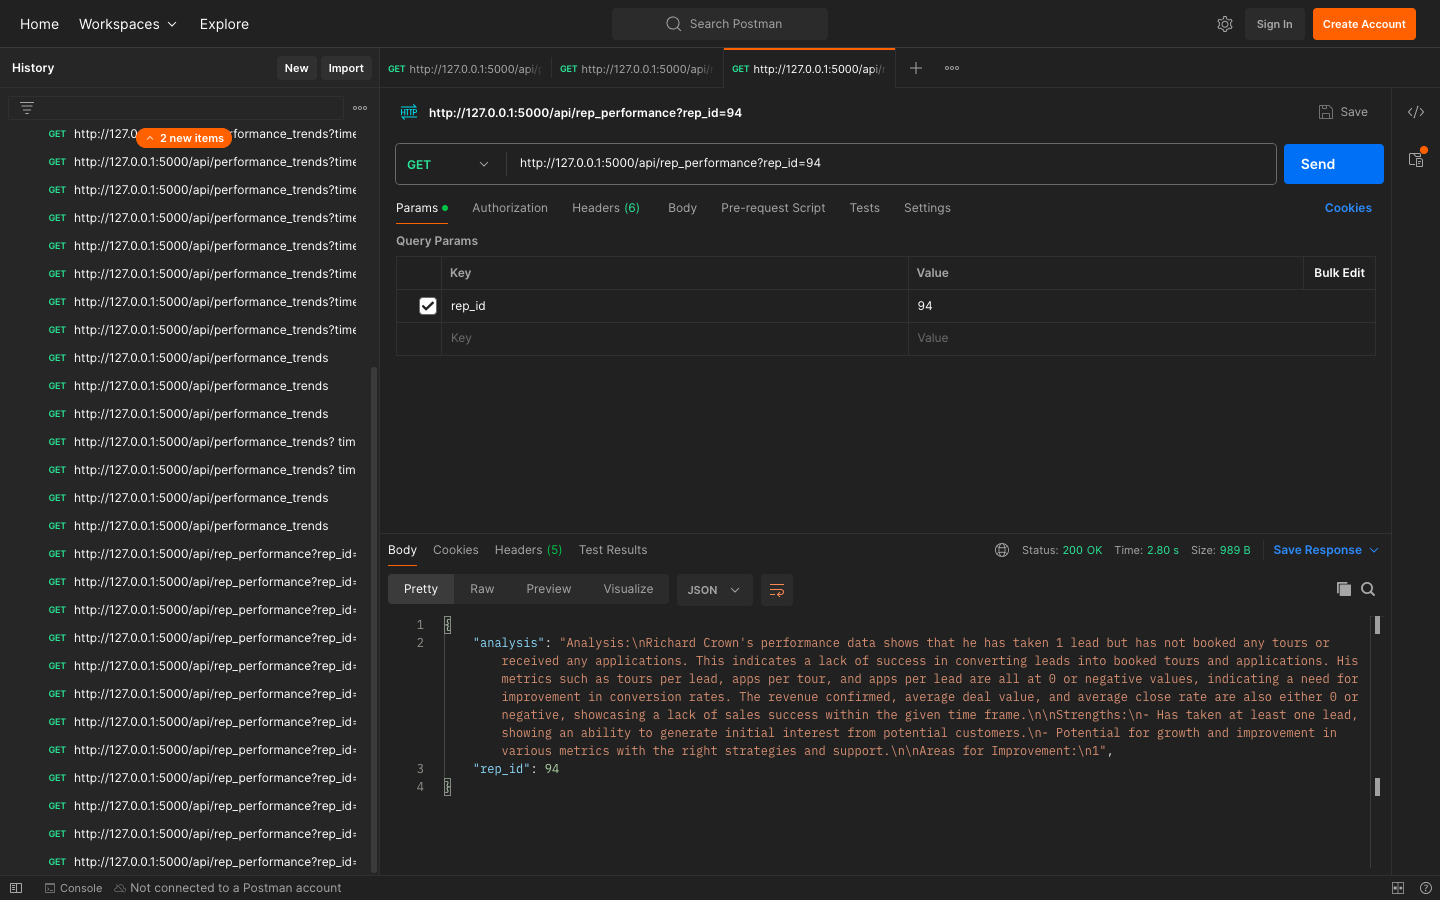 Home Workspaces Explore Search Postman Sign In Create Account
History New Import
GET http://127.0.0.1:5000/api/ GET http://127.0.0.1:5000/api/ GET http://127.0.0.1:5000/api/
2 new items
GET http://127.0 rformance_trends?time
GET http://127.0.0.1:5000/api/performance_trends?time
GET http://127.0.0.1:5000/api/performance_trends?time
GET http://127.0.0.1:5000/api/performance_trends?time
GET http://127.0.0.1:5000/api/performance_trends?time
GET http://127.0.0.1:5000/api/performance_trends?time
GET http://127.0.0.1:5000/api/performance_trends?time
GET http://127.0.0.1:5000/api/performance_trends?time
GET http://127.0.0.1:5000/api/performance_trends
GET http://127.0.0.1:5000/api/performance_trends
GET http://127.0.0.1:5000/api/performance_trends
GET http://127.0.0.1:5000/api/performance_trends? tim
GET http://127.0.0.1:5000/api/performance_trends? tim
GET http://127.0.0.1:5000/api/performance_trends
GET http://127.0.0.1:5000/api/performance_trends
GET http://127.0.0.1:5000/api/rep_performance?rep_id=
GET http://127.0.0.1:5000/api/rep_performance?rep_id=
GET http://127.0.0.1:5000/api/rep_performance?rep_id=
GET http://127.0.0.1:5000/api/rep_performance?rep_id=
GET http://127.0.0.1:5000/api/rep_performance?rep_id=
GET http://127.0.0.1:5000/api/rep_performance?rep_id=
GET http://127.0.0.1:5000/api/rep_performance?rep_id=
GET http://127.0.0.1:5000/api/rep_performance?rep_id=
GET http://127.0.0.1:5000/api/rep_performance?rep_id=
GET http://127.0.0.1:5000/api/rep_performance?rep_id=
GET http://127.0.0.1:5000/api/rep_performance?rep_id=
GET http://127.0.0.1:5000/api/rep_performance?rep_id=
HTTP http://127.0.0.1:5000/api/rep_performance?rep_id=94 Save
GET http://127.0.0.1:5000/api/rep_performance?rep_id=94 Send
Params Authorization Headers (6) Body Pre-request Script Tests Settings Cookies
Query Params
Key Value Bulk Edit
rep_id 94
Key Value
Body Cookies Headers (5) Test Results Status: 200 OK Time: 2.80 s Size: 989 B Save Response
Pretty Raw Preview Visualize JSON
1 {
2 "analysis": "Analysis:\nRichard Crown's performance data shows that he has taken 1 lead but has not booked any tours or
received any applications. This indicates a lack of success in converting leads into booked tours and applications. His
metrics such as tours per lead, apps per tour, and apps per lead are all at 0 or negative values, indicating a need for
improvement in conversion rates. The revenue confirmed, average deal value, and average close rate are also either 0 or
negative, showcasing a lack of sales success within the given time frame.\n\nStrengths:\n- Has taken at least one lead,
showing an ability to generate initial interest from potential customers.\n- Potential for growth and improvement in
various metrics with the right strategies and support.\n\nAreas for Improvement:\n1",
3 "rep_id": 94
4 }
Console Not connected to a Postman account